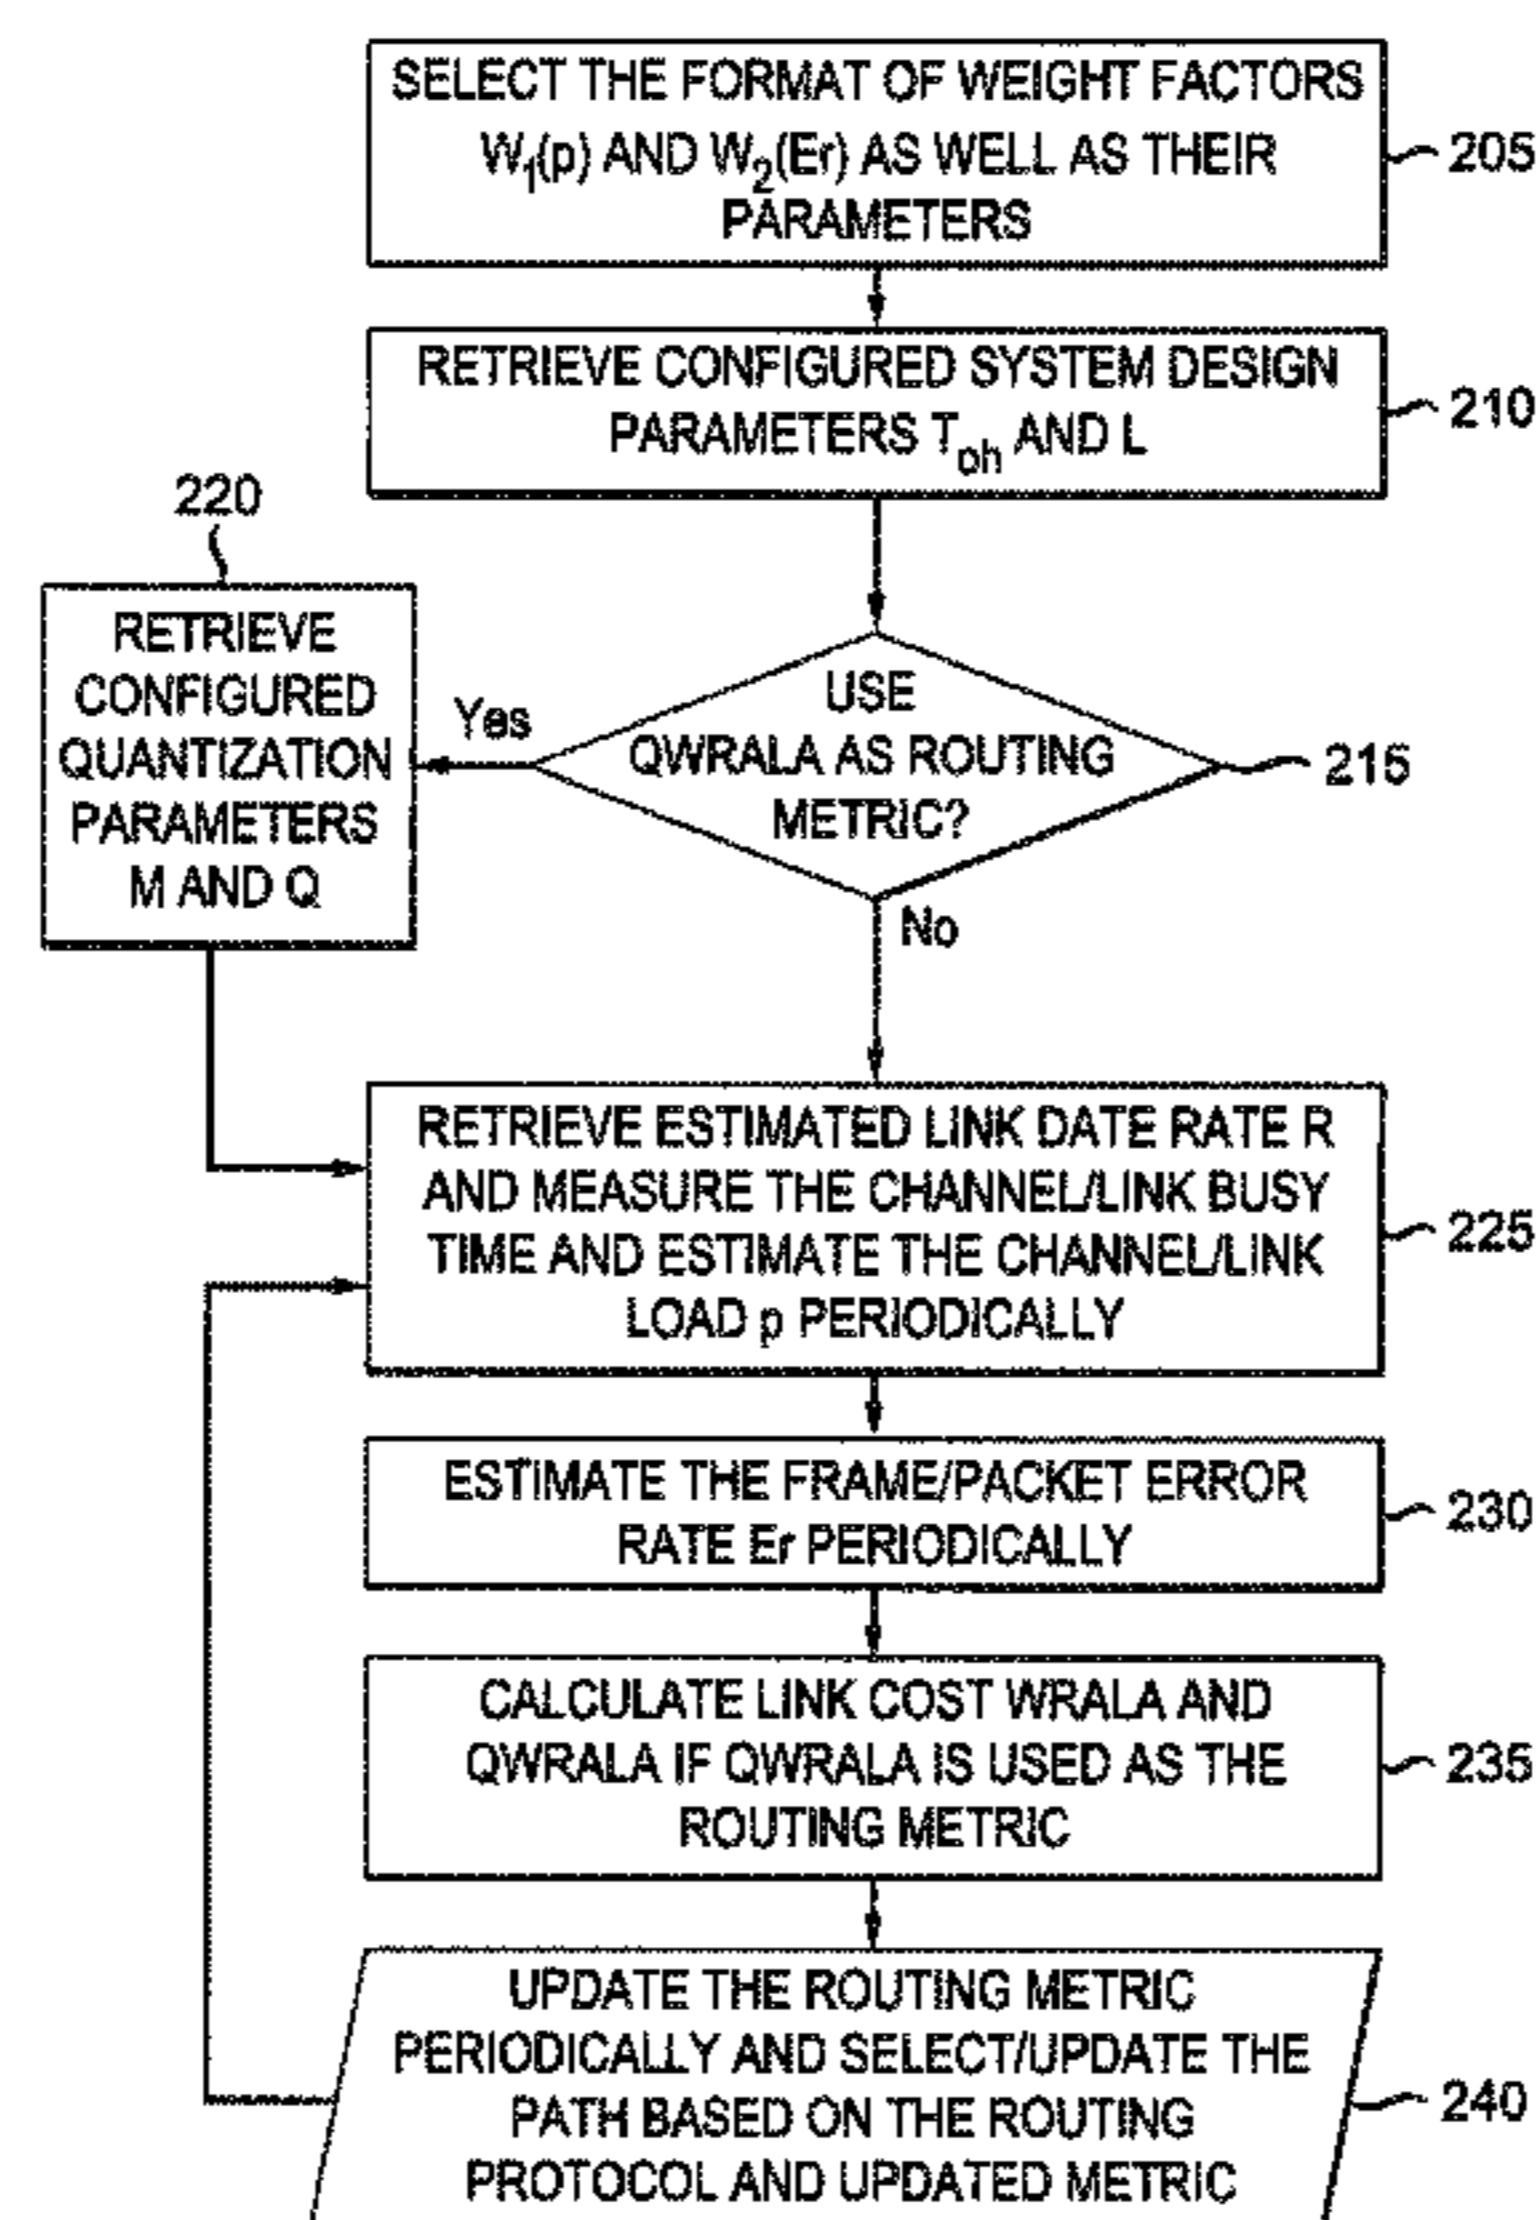 SELECT THE FORMAT OF WEIGHT FACTORS
W1(p) AND W2(Er) AS WELL AS THEIR
PARAMETERS
205
RETRIEVE CONFIGURED SYSTEM DESIGN
PARAMETERS Toh AND L
210
220
RETRIEVE
CONFIGURED
QUANTIZATION
PARAMETERS
M AND Q
Yes
USE
QWRALA AS ROUTING
METRIC?
215
No
RETRIEVE ESTIMATED LINK DATE RATE R
AND MEASURE THE CHANNEL/LINK BUSY
TIME AND ESTIMATE THE CHANNEL/LINK
LOAD p PERIODICALLY
225
ESTIMATE THE FRAME/PACKET ERROR
RATE Er PERIODICALLY
230
CALCULATE LINK COST WRALA AND
QWRALA IF QWRALA IS USED AS THE
ROUTING METRIC
235
UPDATE THE ROUTING METRIC
PERIODICALLY AND SELECT/UPDATE THE
PATH BASED ON THE ROUTING
PROTOCOL AND UPDATED METRIC
240